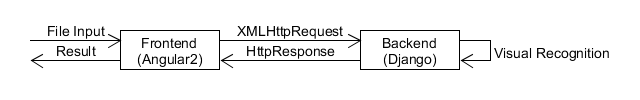 File Input
Result
Frontend
(Angular2)
XMLHttpRequest
HttpResponse
Backend
(Django)
Visual Recognition